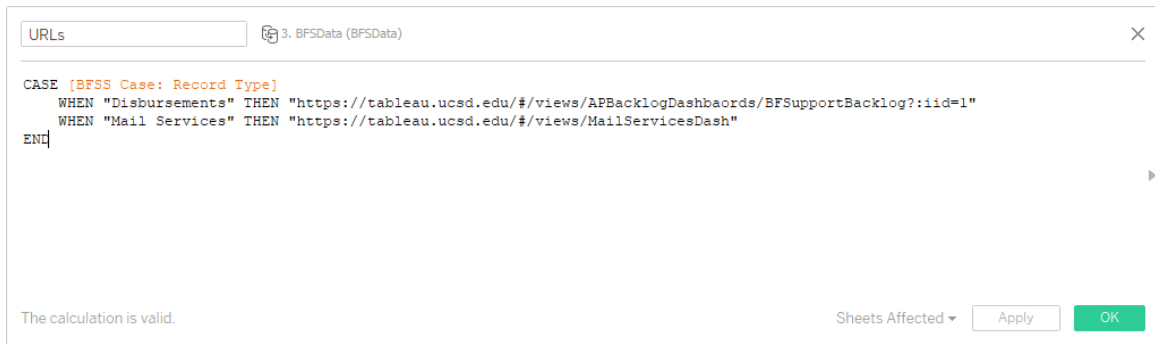 URLs
3. BFSData (BFSData)
CASE [BFSS Case: Record Type]
WHEN "Disbursements" THEN "https://tableau.ucsd.edu/#/views/APBacklogDashbaords/BFSupportBacklog?:iid=1"
WHEN "Mail Services" THEN "https://tableau.ucsd.edu/#/views/MailServicesDash"
END
The calculation is valid.
Sheets Affected
Apply
OK